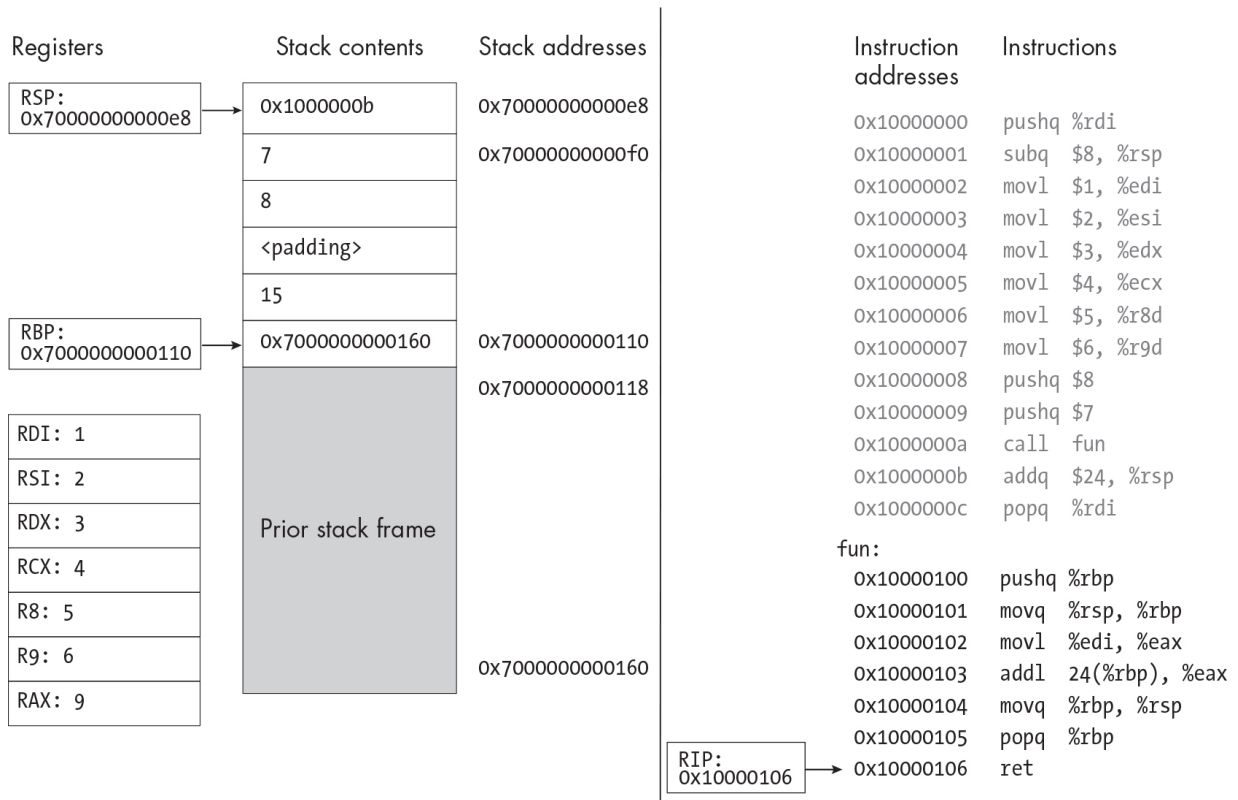 Registers
Stack contents
Stack addresses
RSP:
0x70000000000e8
0x1000000b
0x70000000000e8
7
0x70000000000f0
8
<padding>
15
RBP:
0x7000000000110
0x7000000000160
0x7000000000110
0x7000000000118
RDI: 1
RSI: 2
RDX: 3
RCX: 4
R8: 5
R9: 6
RAX: 9
Prior stack frame
0x7000000000160
Instruction
addresses
Instructions
0x10000000 pushq %rdi
0x10000001 subq $8, %rsp
0x10000002 movl $1, %edi
0x10000003 movl $2, %esi
0x10000004 movl $3, %edx
0x10000005 movl $4, %ecx
0x10000006 movl $5, %r8d
0x10000007 movl $6, %r9d
0x10000008 pushq $8
0x10000009 pushq $7
0x1000000a call fun
0x1000000b addq $24, %rsp
0x1000000c popq %rdi
fun:
0x10000100 pushq %rbp
0x10000101 movq %rsp, %rbp
0x10000102 movl %edi, %eax
0x10000103 addl 24(%rbp), %eax
0x10000104 movq %rbp, %rsp
0x10000105 popq %rbp
RIP:
0x10000106
0x10000106 ret